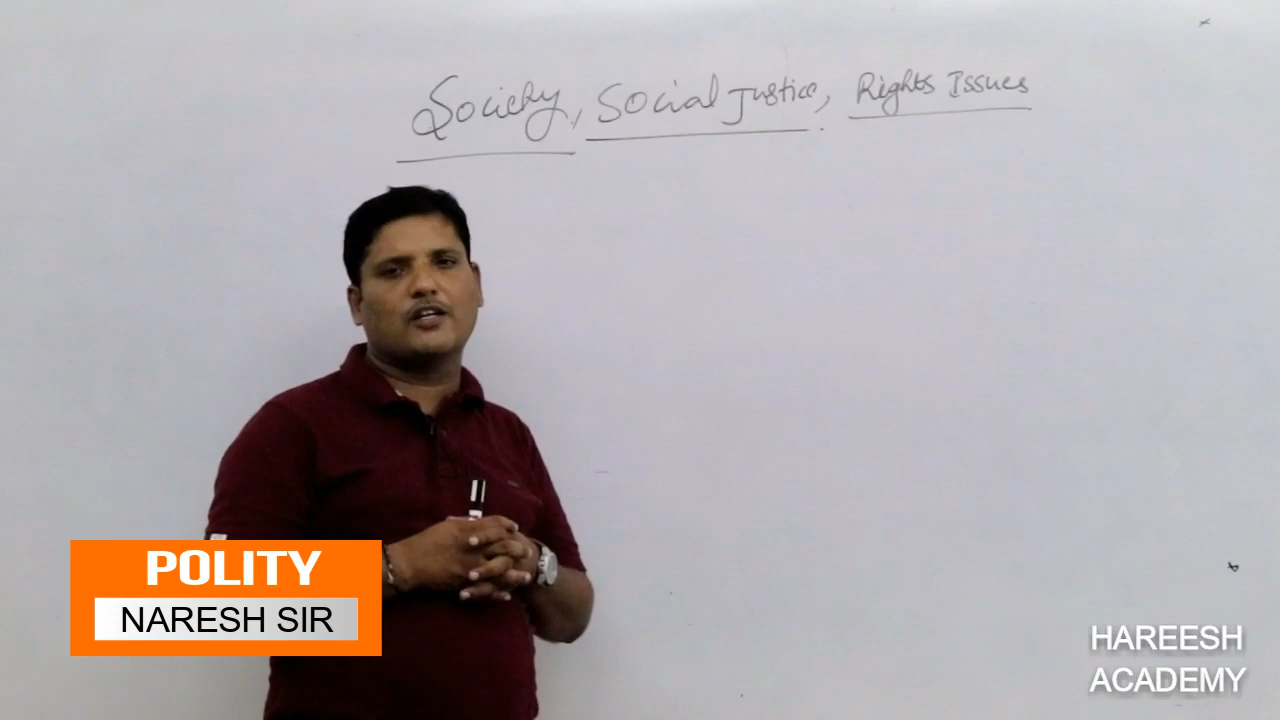 Society, Social Justice, Rights Issues
POLITY
NARESH SIR
HAREESH
ACADEMY